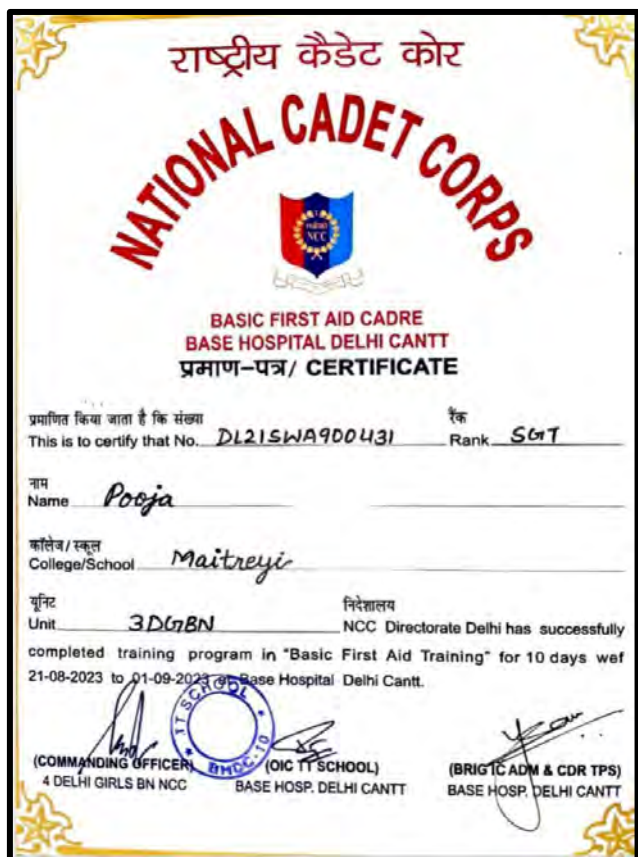 राष्ट्रीय कैडेट कोर
NATIONAL CADET CORPS
NCC
BASIC FIRST AID CADRE
BASE HOSPITAL DELHI CANTT
प्रमाण-पत्र/ CERTIFICATE
प्रमाणित किया जाता है कि संख्या रैंक
This is to certify that No. DL21SWA900431 Rank SGT
नाम
Name Pooja
कॉलेज/स्कूल
College/School Maitreyi
यूनिट निदेशालय
Unit 3DGBN NCC Directorate Delhi has successfully
completed training program in "Basic First Aid Training" for 10 days wef
21-08-2023 to 01-09-2023 at Base Hospital Delhi Cantt.
TT SCHOOL
(COMMANDING OFFICER) (OIC TT SCHOOL) (BRIG IC ADM & CDR TPS)
4 DELHI GIRLS BN NCC BASE HOSP. DELHI CANTT BASE HOSP. DELHI CANTT